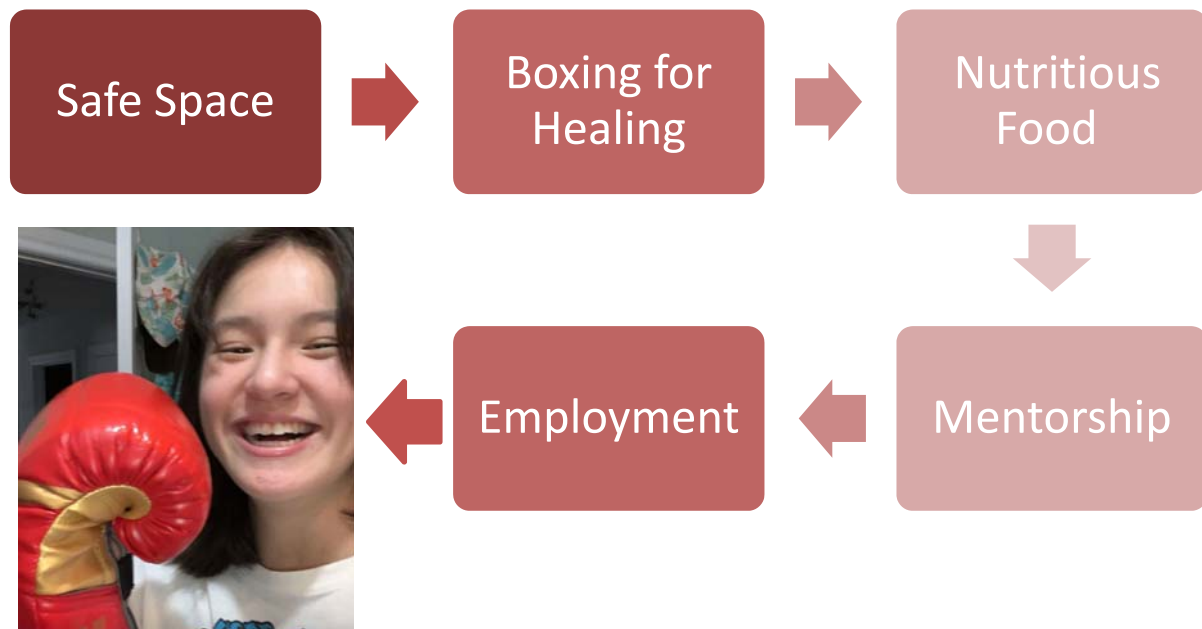 Safe Space
Boxing for
Healing
Nutritious
Food
Employment
Mentorship